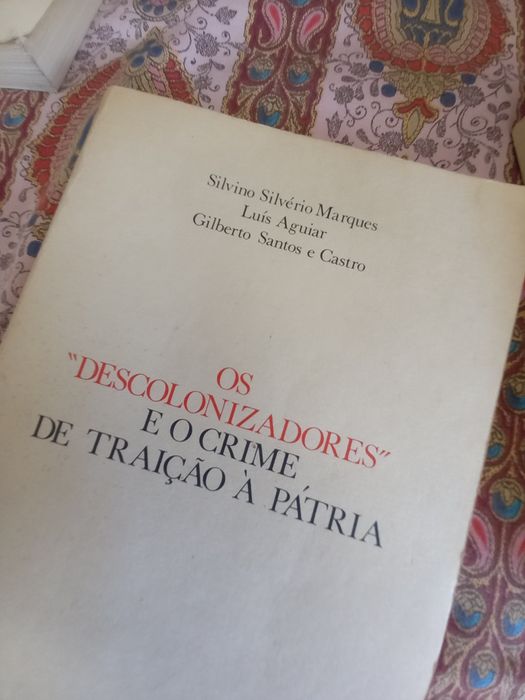 Silvino Silvério Marques
Luís Aguiar
Gilberto Santos e Castro
OS
"DESCOLONIZADORES"
E O CRIME
DE TRAIÇÃO À PÁTRIA